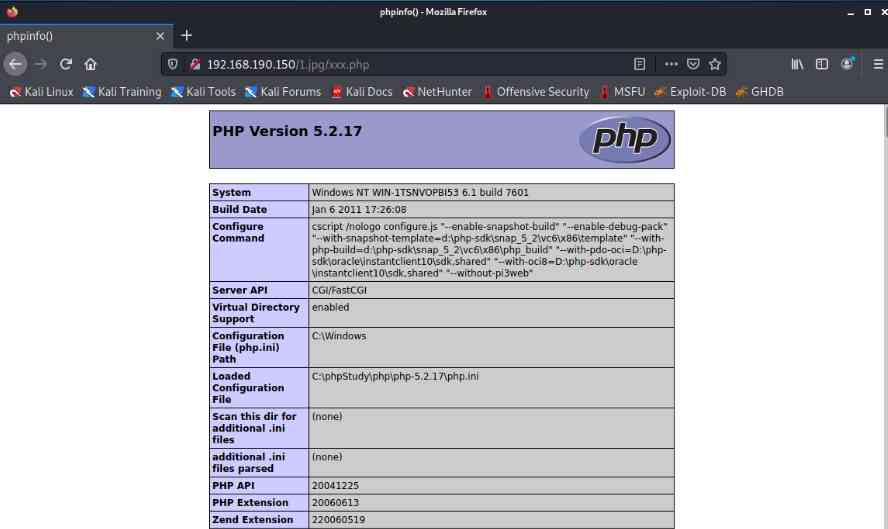 phpinfo() - Mozilla Firefox
phpinfo()
192.168.190.150/1.jpg/xxx.php
Kali Linux Kali Training Kali Tools Kali Forums Kali Docs NetHunter Offensive Security MSFU Exploit-DB GHDB
PHP Version 5.2.17
php
System Windows NT WIN-1TSNVOPBI53 6.1 build 7601
Build Date Jan 6 2011 17:26:08
Configure Command cscript /nologo configure.js "--enable-snapshot-build" "--enable-debug-pack"
"--with-snapshot-template=d:\php-sdk\snap_5_2\vc6\x86\template" "--with-
php-build=d:\php-sdk\snap_5_2\vc6\x86\php_build" "--with-pdo-oci=D:\php-
sdk\oracle\instantclient10\sdk,shared" "--with-oci8=D:\php-sdk\oracle
\instantclient10\sdk,shared" "--without-pi3web"
Server API CGI/FastCGI
Virtual Directory Support enabled
Configuration File (php.ini) Path C:\Windows
Loaded Configuration File C:\phpStudy\php\php-5.2.17\php.ini
Scan this dir for additional .ini files (none)
additional .ini files parsed (none)
PHP API 20041225
PHP Extension 20060613
Zend Extension 220060519